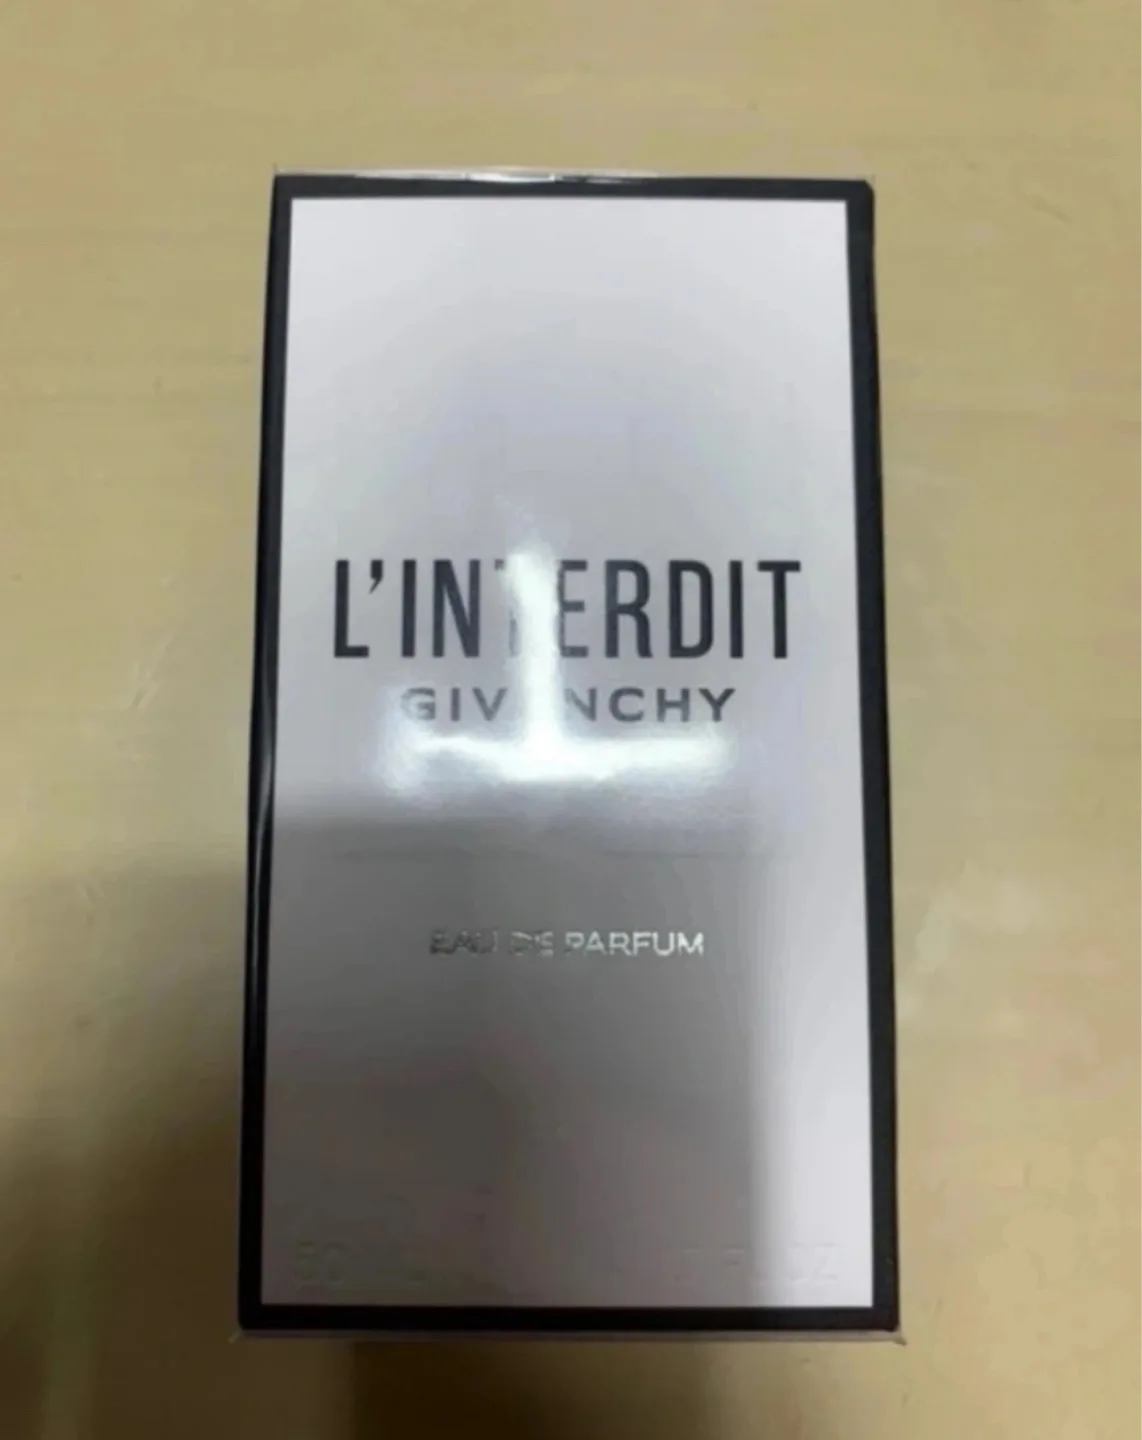 L'INTERDIT
GIVENCHY
EAU DE PARFUM